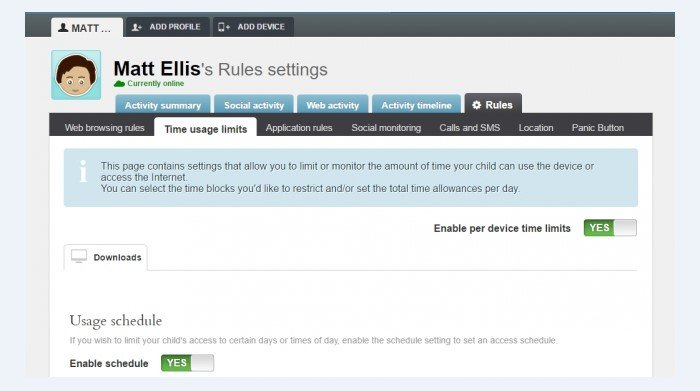 MATT ... ADD PROFILE ADD DEVICE
Matt Ellis's Rules settings
Currently online
Activity summary Social activity Web activity Activity timeline Rules
Web browsing rules Time usage limits Application rules Social monitoring Calls and SMS Location Panic Button
i This page contains settings that allow you to limit or monitor the amount of time your child can use the device or
access the Internet.
You can select the time blocks you'd like to restrict and/or set the total time allowances per day.
Enable per device time limits YES
Downloads
Usage schedule
If you wish to limit your child's access to certain days or times of day, enable the schedule setting to set an access schedule.
Enable schedule YES